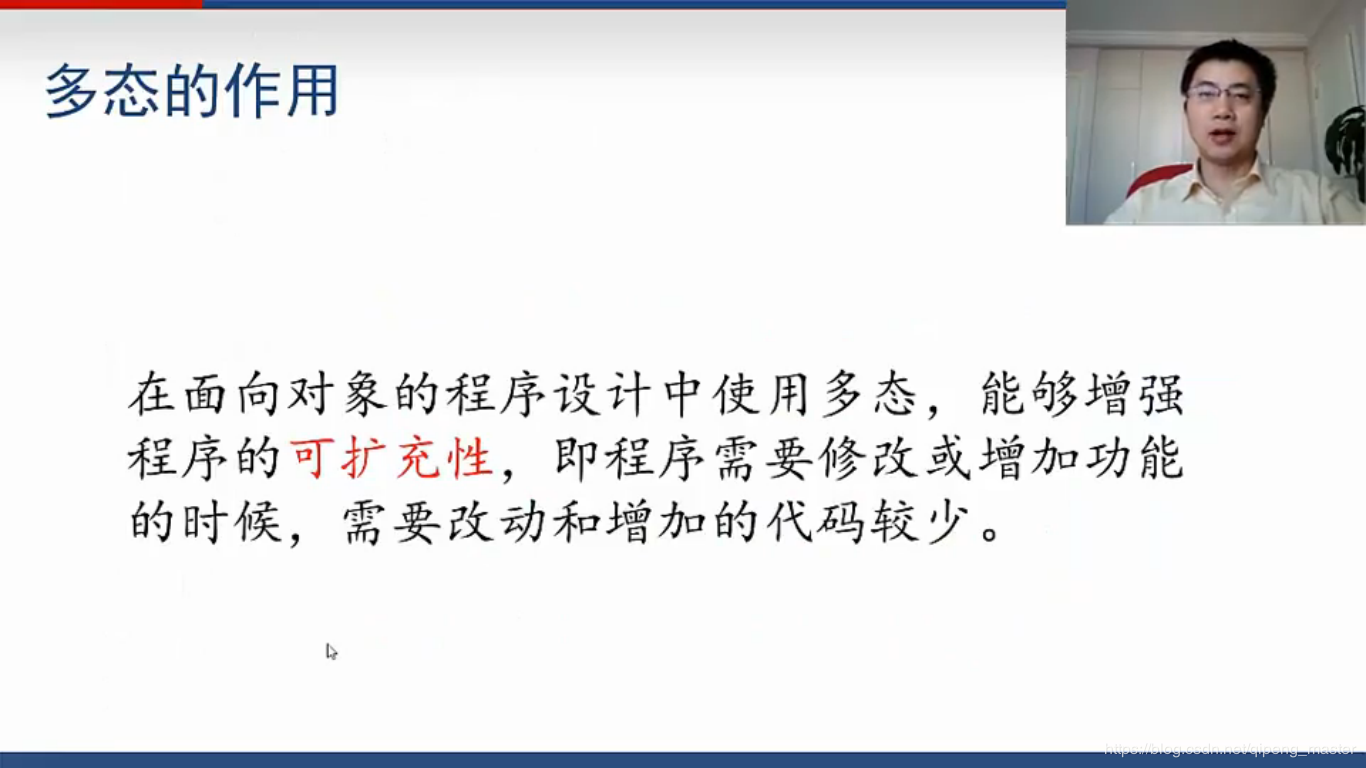 多态的作用
在面向对象的程序设计中使用多态，能够增强
程序的可扩充性，即程序需要修改或增加功能
的时候，需要改动和增加的代码较少。
https://blog.csdn.net/qipeng_master